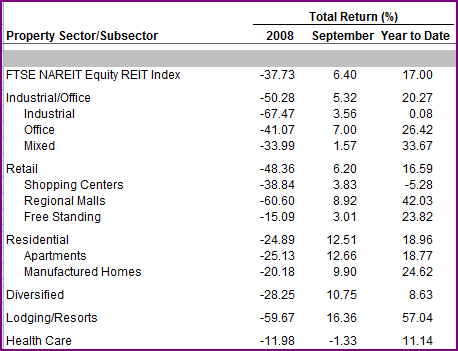 Total Return (%)
Property Sector/Subsector 2008 September Year to Date
FTSE NAREIT Equity REIT Index -37.73 6.40 17.00
Industrial/Office -50.28 5.32 20.27
Industrial -67.47 3.56 0.08
Office -41.07 7.00 26.42
Mixed -33.99 1.57 33.67
Retail -48.36 6.20 16.59
Shopping Centers -38.84 3.83 -5.28
Regional Malls -60.60 8.92 42.03
Free Standing -15.09 3.01 23.82
Residential -24.89 12.51 18.96
Apartments -25.13 12.66 18.77
Manufactured Homes -20.18 9.90 24.62
Diversified -28.25 10.75 8.63
Lodging/Resorts -59.67 16.36 57.04
Health Care -11.98 -1.33 11.14